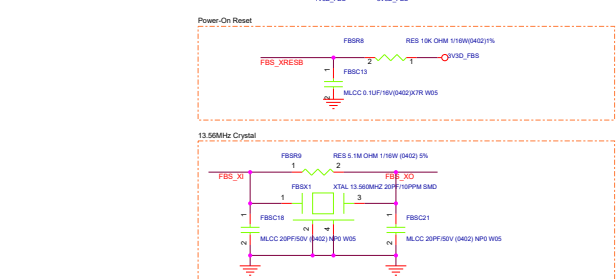 Power-On Reset
FBSR8 RES 10K OHM 1/16W(0402)1%
FBS_XRESB 2 1 3V3D_FBS
1 FBSC13
2 MLCC 0.1UF/16V(0402)X7R W05
13.56MHz Crystal
FBSR9 RES 5.1M OHM 1/16W (0402) 5%
1 2
FBS_XI FBS_XO
FBSX1 XTAL 13.560MHZ 20PF/10PPM SMD
1 3
1 FBSC18 1 FBSC21
2 4
2 MLCC 20PF/50V (0402) NP0 W05 2 MLCC 20PF/50V (0402) NP0 W05